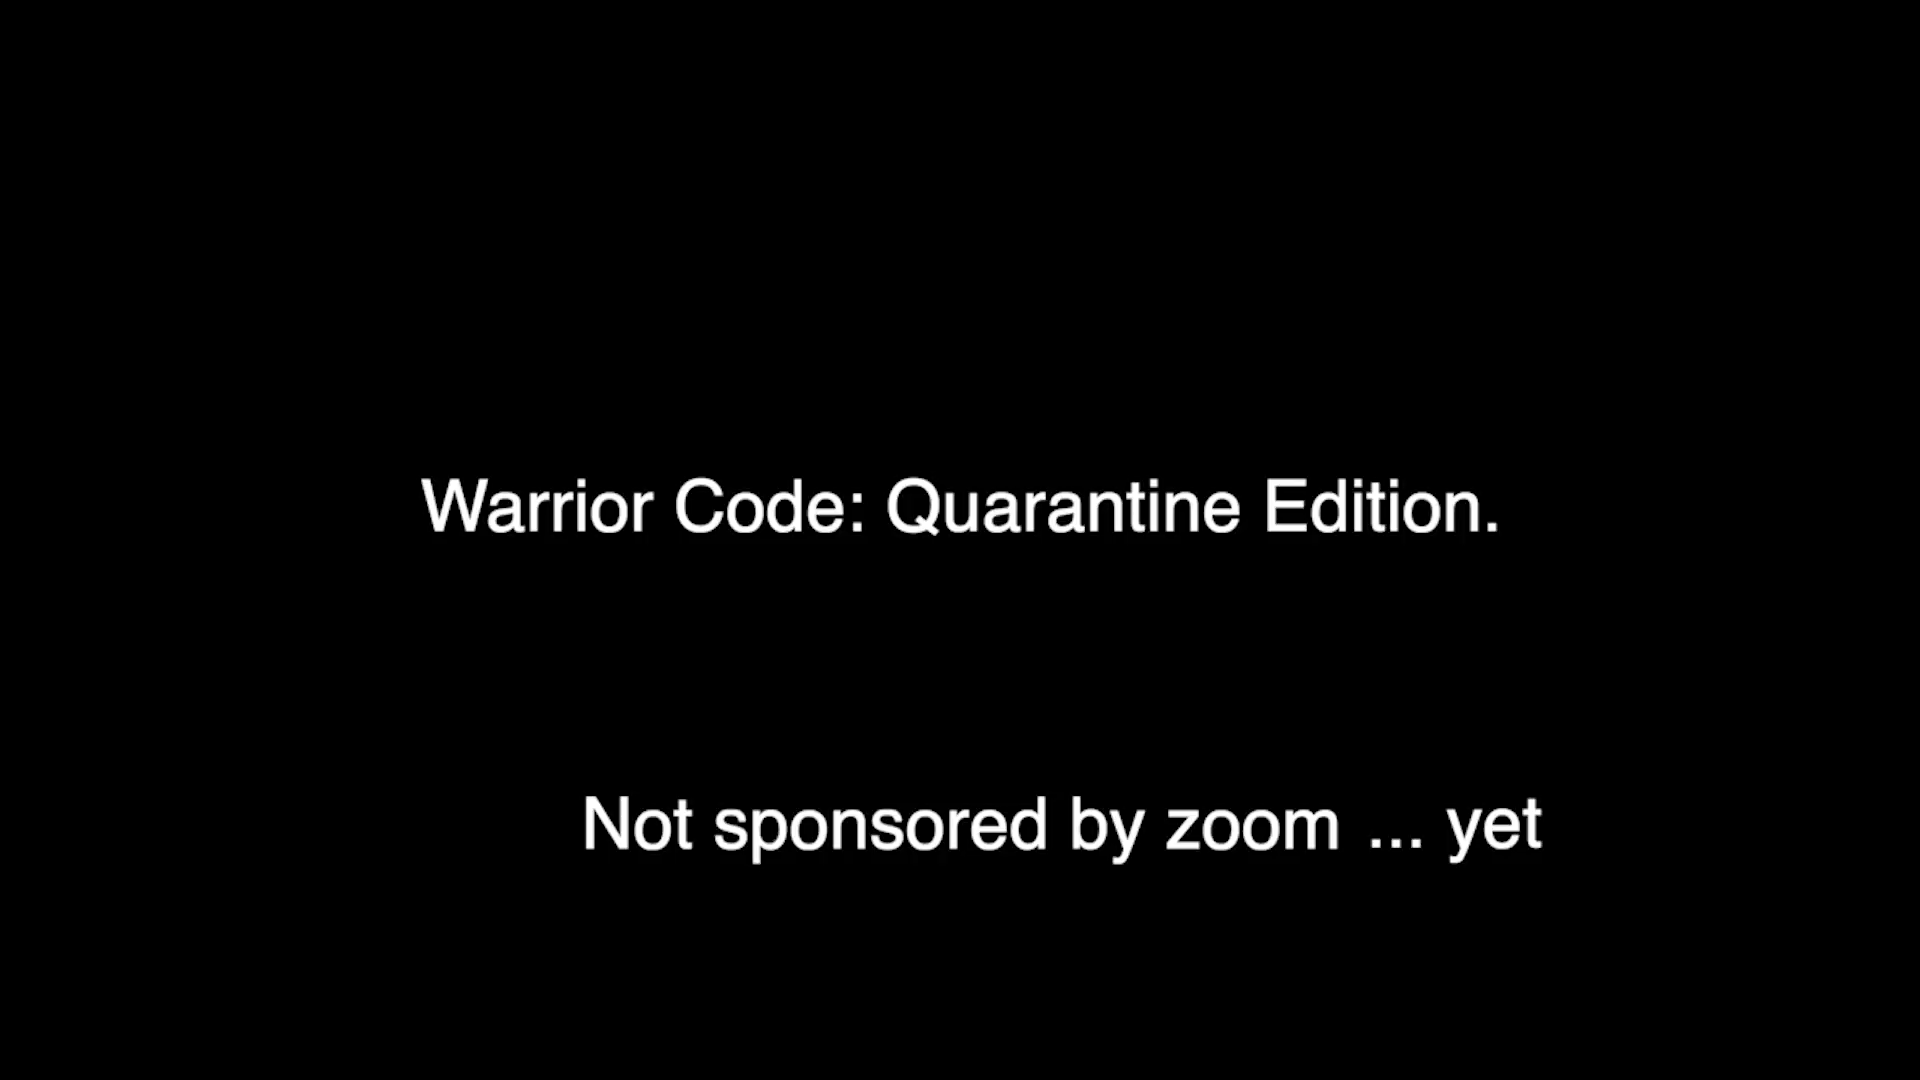 Warrior Code: Quarantine Edition.
Not sponsored by zoom ... yet